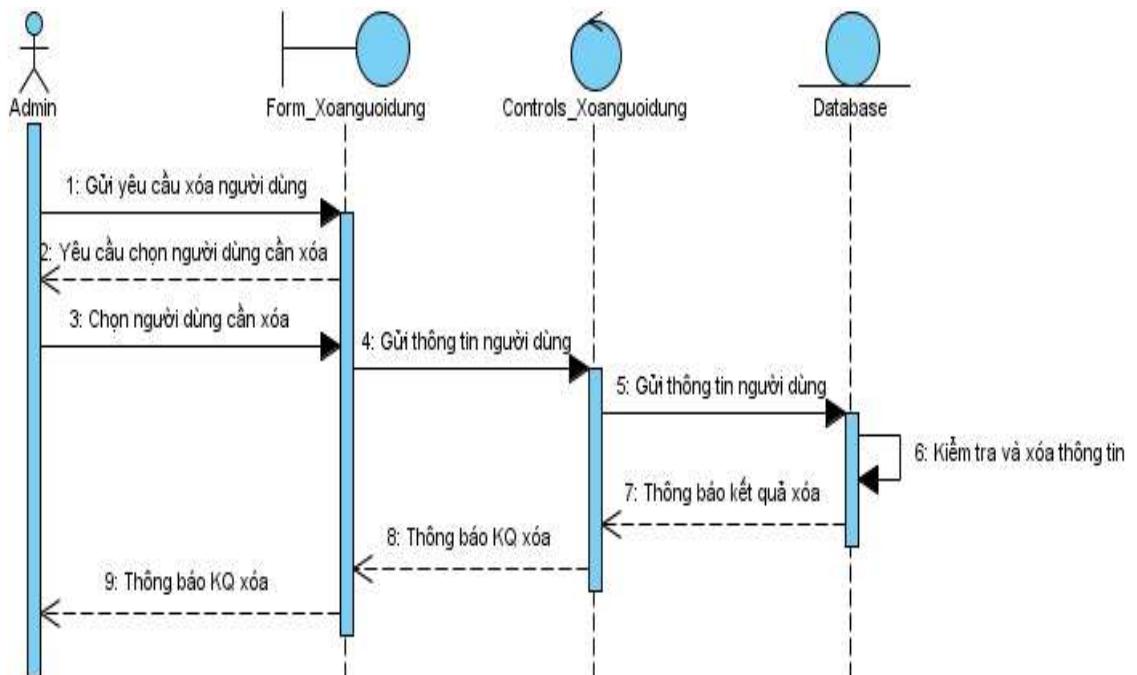 Admin
Form_Xoanguoidung
Controls_Xoanguoidung
Database
1: Gửi yêu cầu xóa người dùng
2: Yêu cầu chọn người dùng cần xóa
3: Chọn người dùng cần xóa
4: Gửi thông tin người dùng
5: Gửi thông tin người dùng
6: Kiểm tra và xóa thông tin
7: Thông báo kết quả xóa
8: Thông báo KQ xóa
9: Thông báo KQ xóa